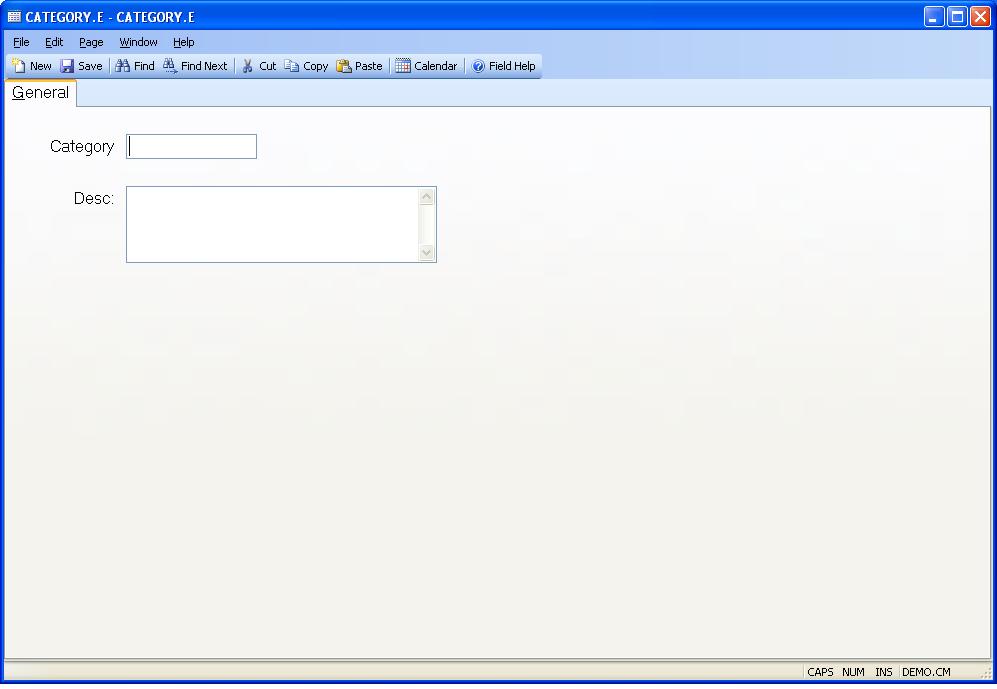 CATEGORY.E - CATEGORY.E
File Edit Page Window Help
New Save Find Find Next Cut Copy Paste Calendar Field Help
General
Category
Desc:
CAPS NUM INS DEMO.CM